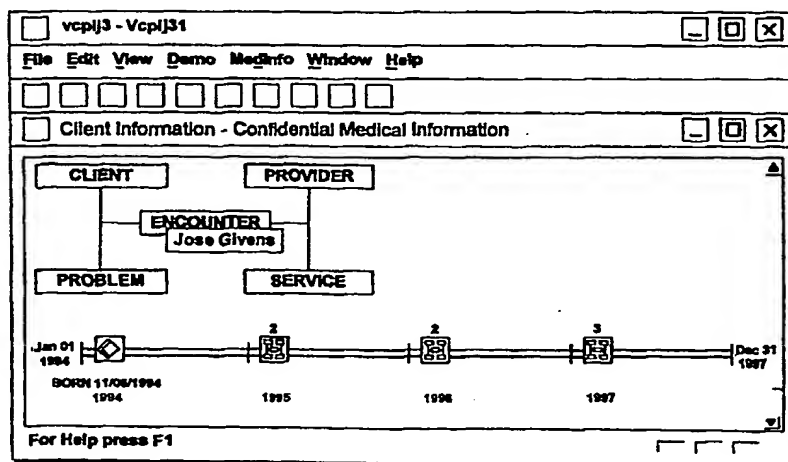 vcpij3 - Vcpij31
File Edit View Demo MedInfo Window Help
Client Information - Confidential Medical Information
CLIENT PROVIDER
ENCOUNTER
Jose Givens
PROBLEM SERVICE
2 2 3
Jan 01 1994
Dec 31 1997
BORN 11/06/1994
1994 1995 1996 1997
For Help press F1